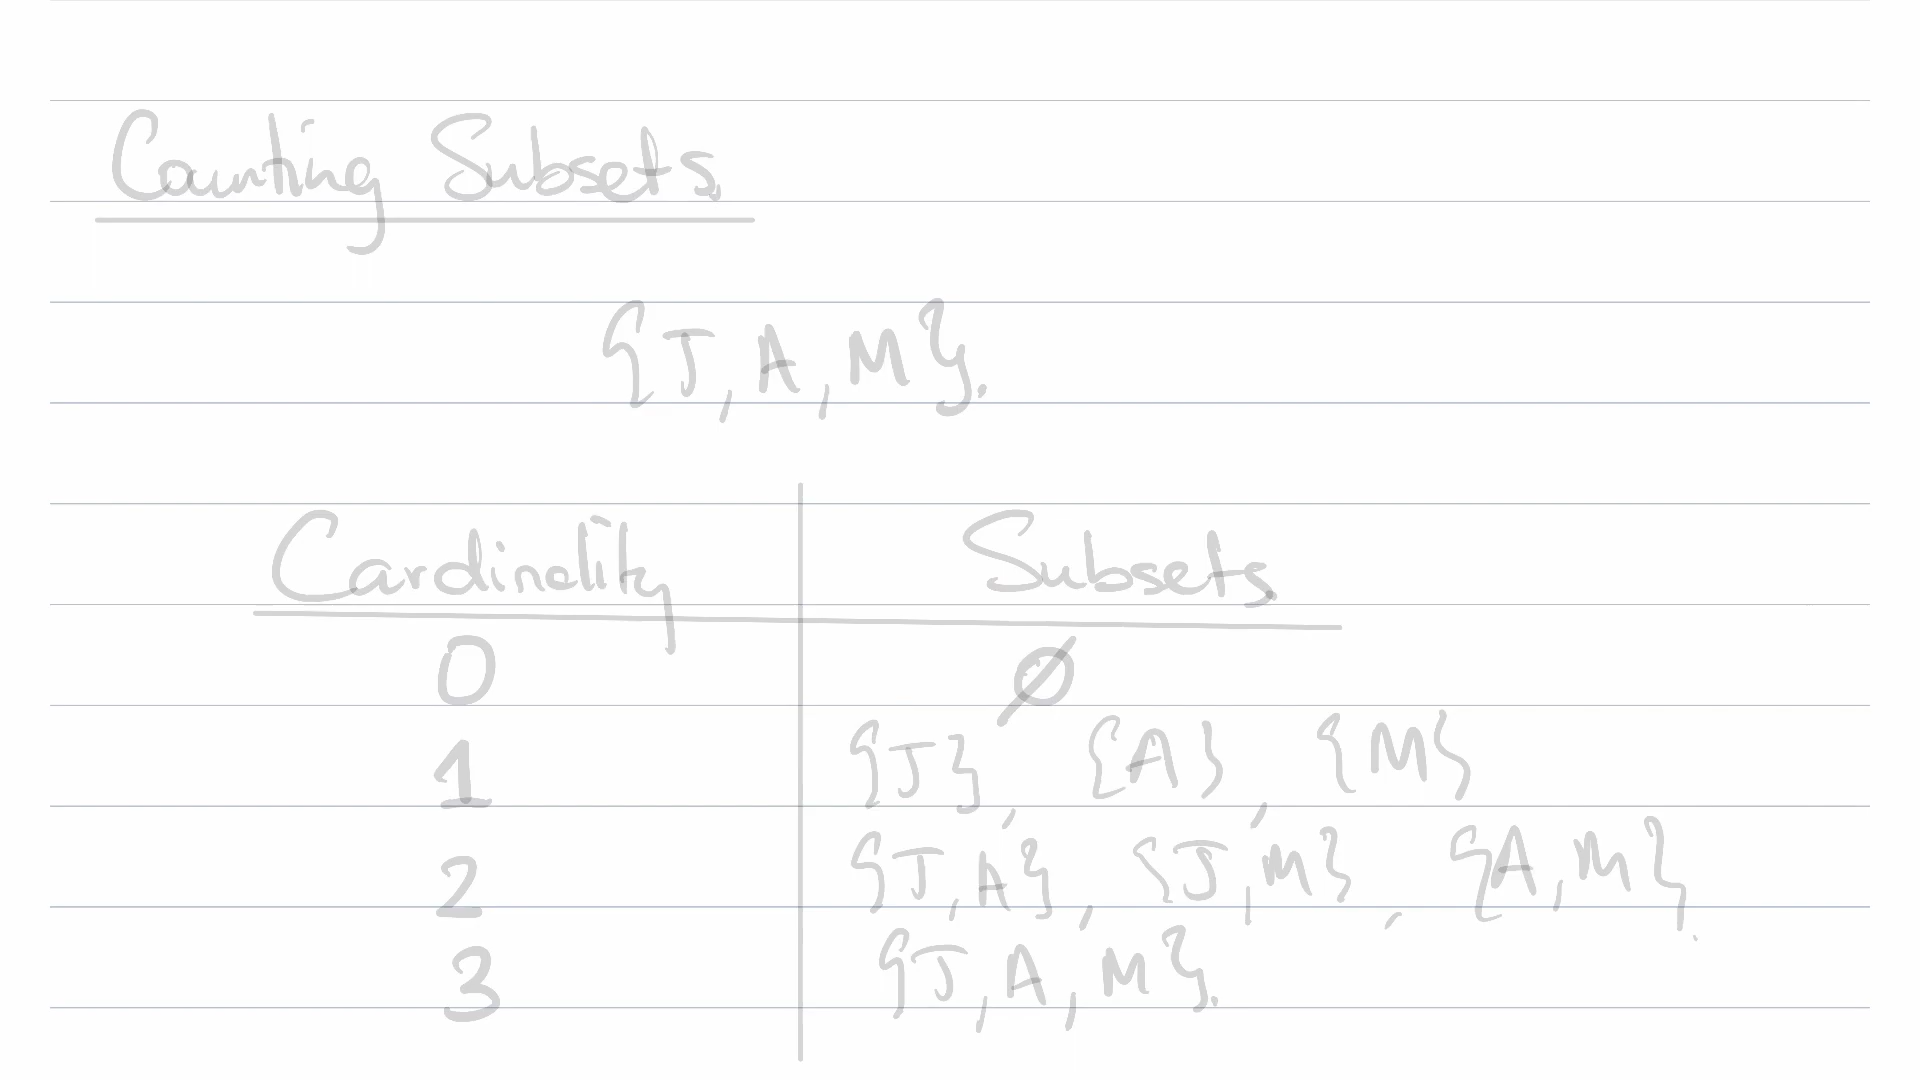 Counting Subsets
{J, A, M}.
Cardinality Subsets
0 ∅
1 {J}, {A}, {M}
2 {J, A}, {J, M}, {A, M}.
3 {J, A, M}.